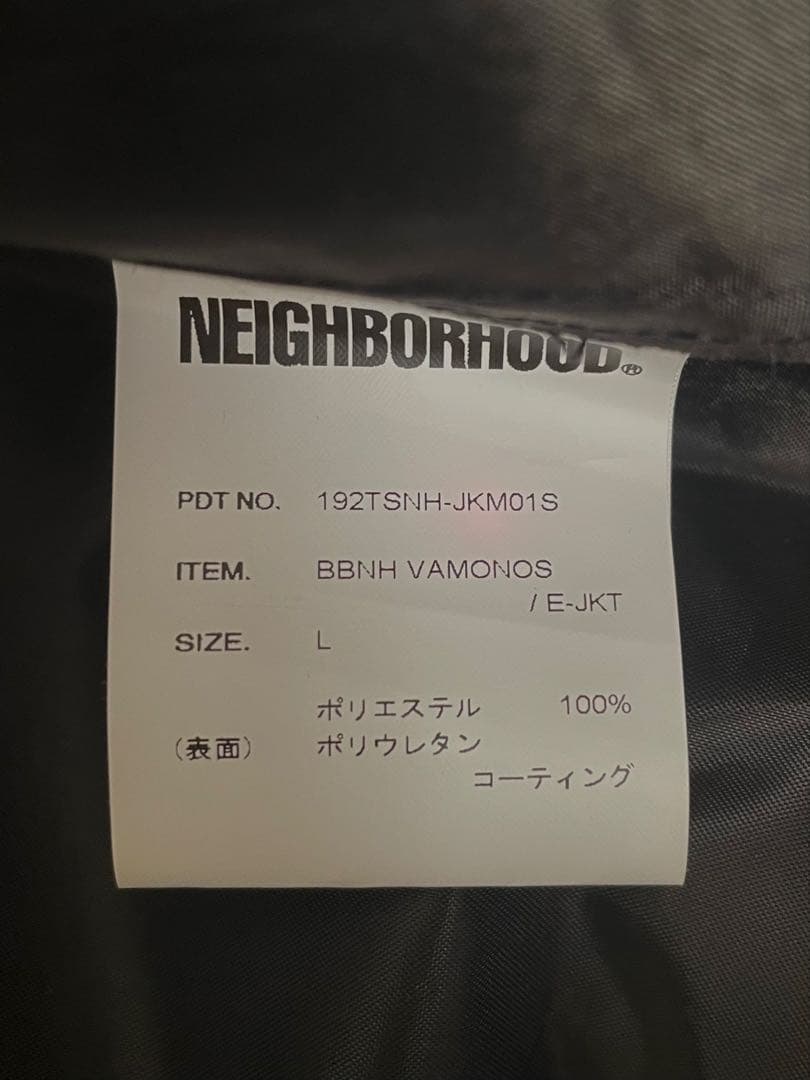 NEIGHBORHOOD®
PDT NO. 192TSNH-JKM01S
ITEM. BBNH VAMONOS
/ E-JKT
SIZE. L
ポリエステル 100%
(表面) ポリウレタン
コーティング